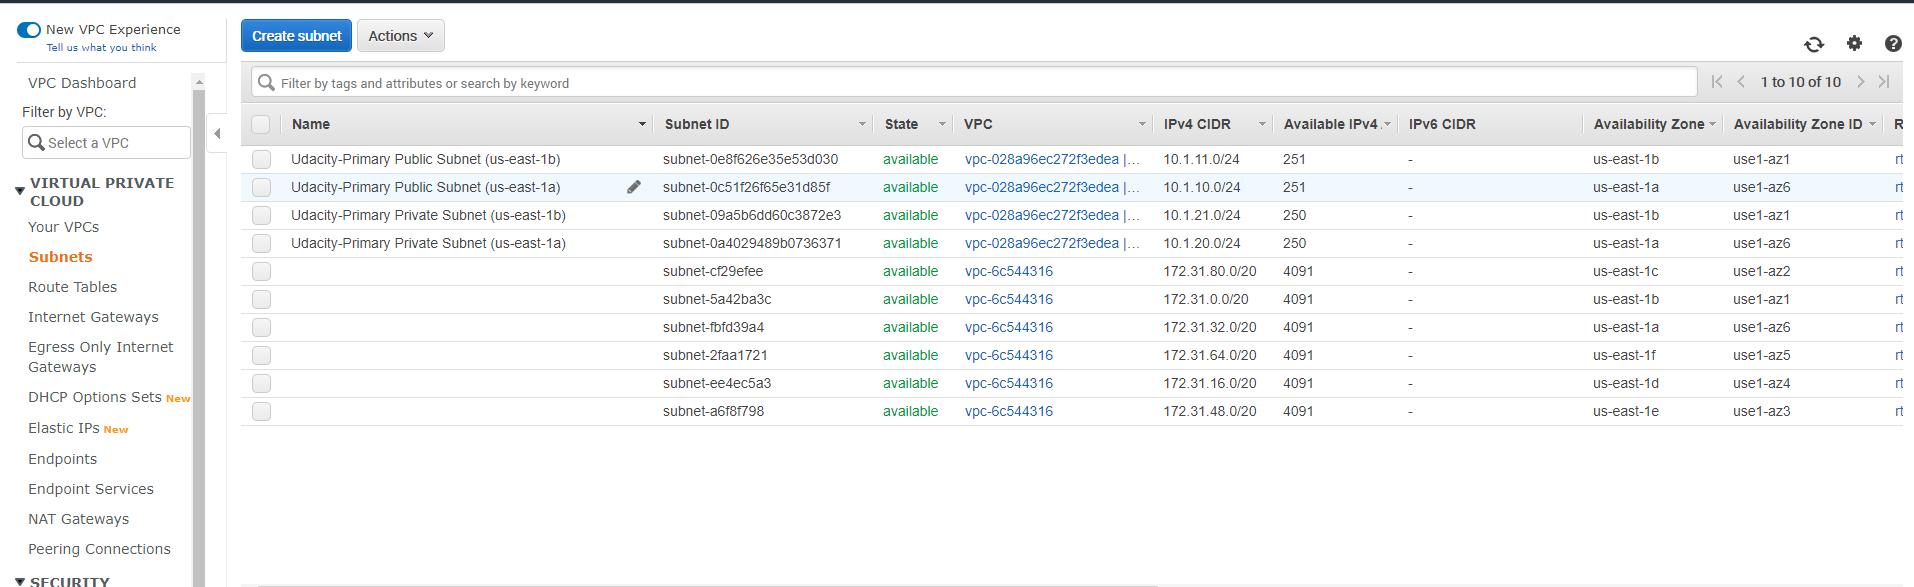 New VPC Experience
Tell us what you think
VPC Dashboard
Filter by VPC:
Select a VPC
VIRTUAL PRIVATE
CLOUD
Your VPCs
Subnets
Route Tables
Internet Gateways
Egress Only Internet
Gateways
DHCP Options Sets New
Elastic IPs New
Endpoints
Endpoint Services
NAT Gateways
Peering Connections
SECURITY
Create subnet Actions
Filter by tags and attributes or search by keyword
1 to 10 of 10
Name Subnet ID State VPC IPv4 CIDR Available IPv4 IPv6 CIDR Availability Zone Availability Zone ID R
Udacity-Primary Public Subnet (us-east-1b) subnet-0e8f626e35e53d030 available vpc-028a96ec272f3edea |... 10.1.11.0/24 251 - us-east-1b use1-az1 rt
Udacity-Primary Public Subnet (us-east-1a) subnet-0c51f26f65e31d85f available vpc-028a96ec272f3edea |... 10.1.10.0/24 251 - us-east-1a use1-az6 rt
Udacity-Primary Private Subnet (us-east-1b) subnet-09a5b6dd60c3872e3 available vpc-028a96ec272f3edea |... 10.1.21.0/24 250 - us-east-1b use1-az1 rt
Udacity-Primary Private Subnet (us-east-1a) subnet-0a4029489b0736371 available vpc-028a96ec272f3edea |... 10.1.20.0/24 250 - us-east-1a use1-az6 rt
subnet-cf29efee available vpc-6c544316 172.31.80.0/20 4091 - us-east-1c use1-az2 rt
subnet-5a42ba3c available vpc-6c544316 172.31.0.0/20 4091 - us-east-1b use1-az1 rt
subnet-fbfd39a4 available vpc-6c544316 172.31.32.0/20 4091 - us-east-1a use1-az6 rt
subnet-2faa1721 available vpc-6c544316 172.31.64.0/20 4091 - us-east-1f use1-az5 rt
subnet-ee4ec5a3 available vpc-6c544316 172.31.16.0/20 4091 - us-east-1d use1-az4 rt
subnet-a6f8f798 available vpc-6c544316 172.31.48.0/20 4091 - us-east-1e use1-az3 rt